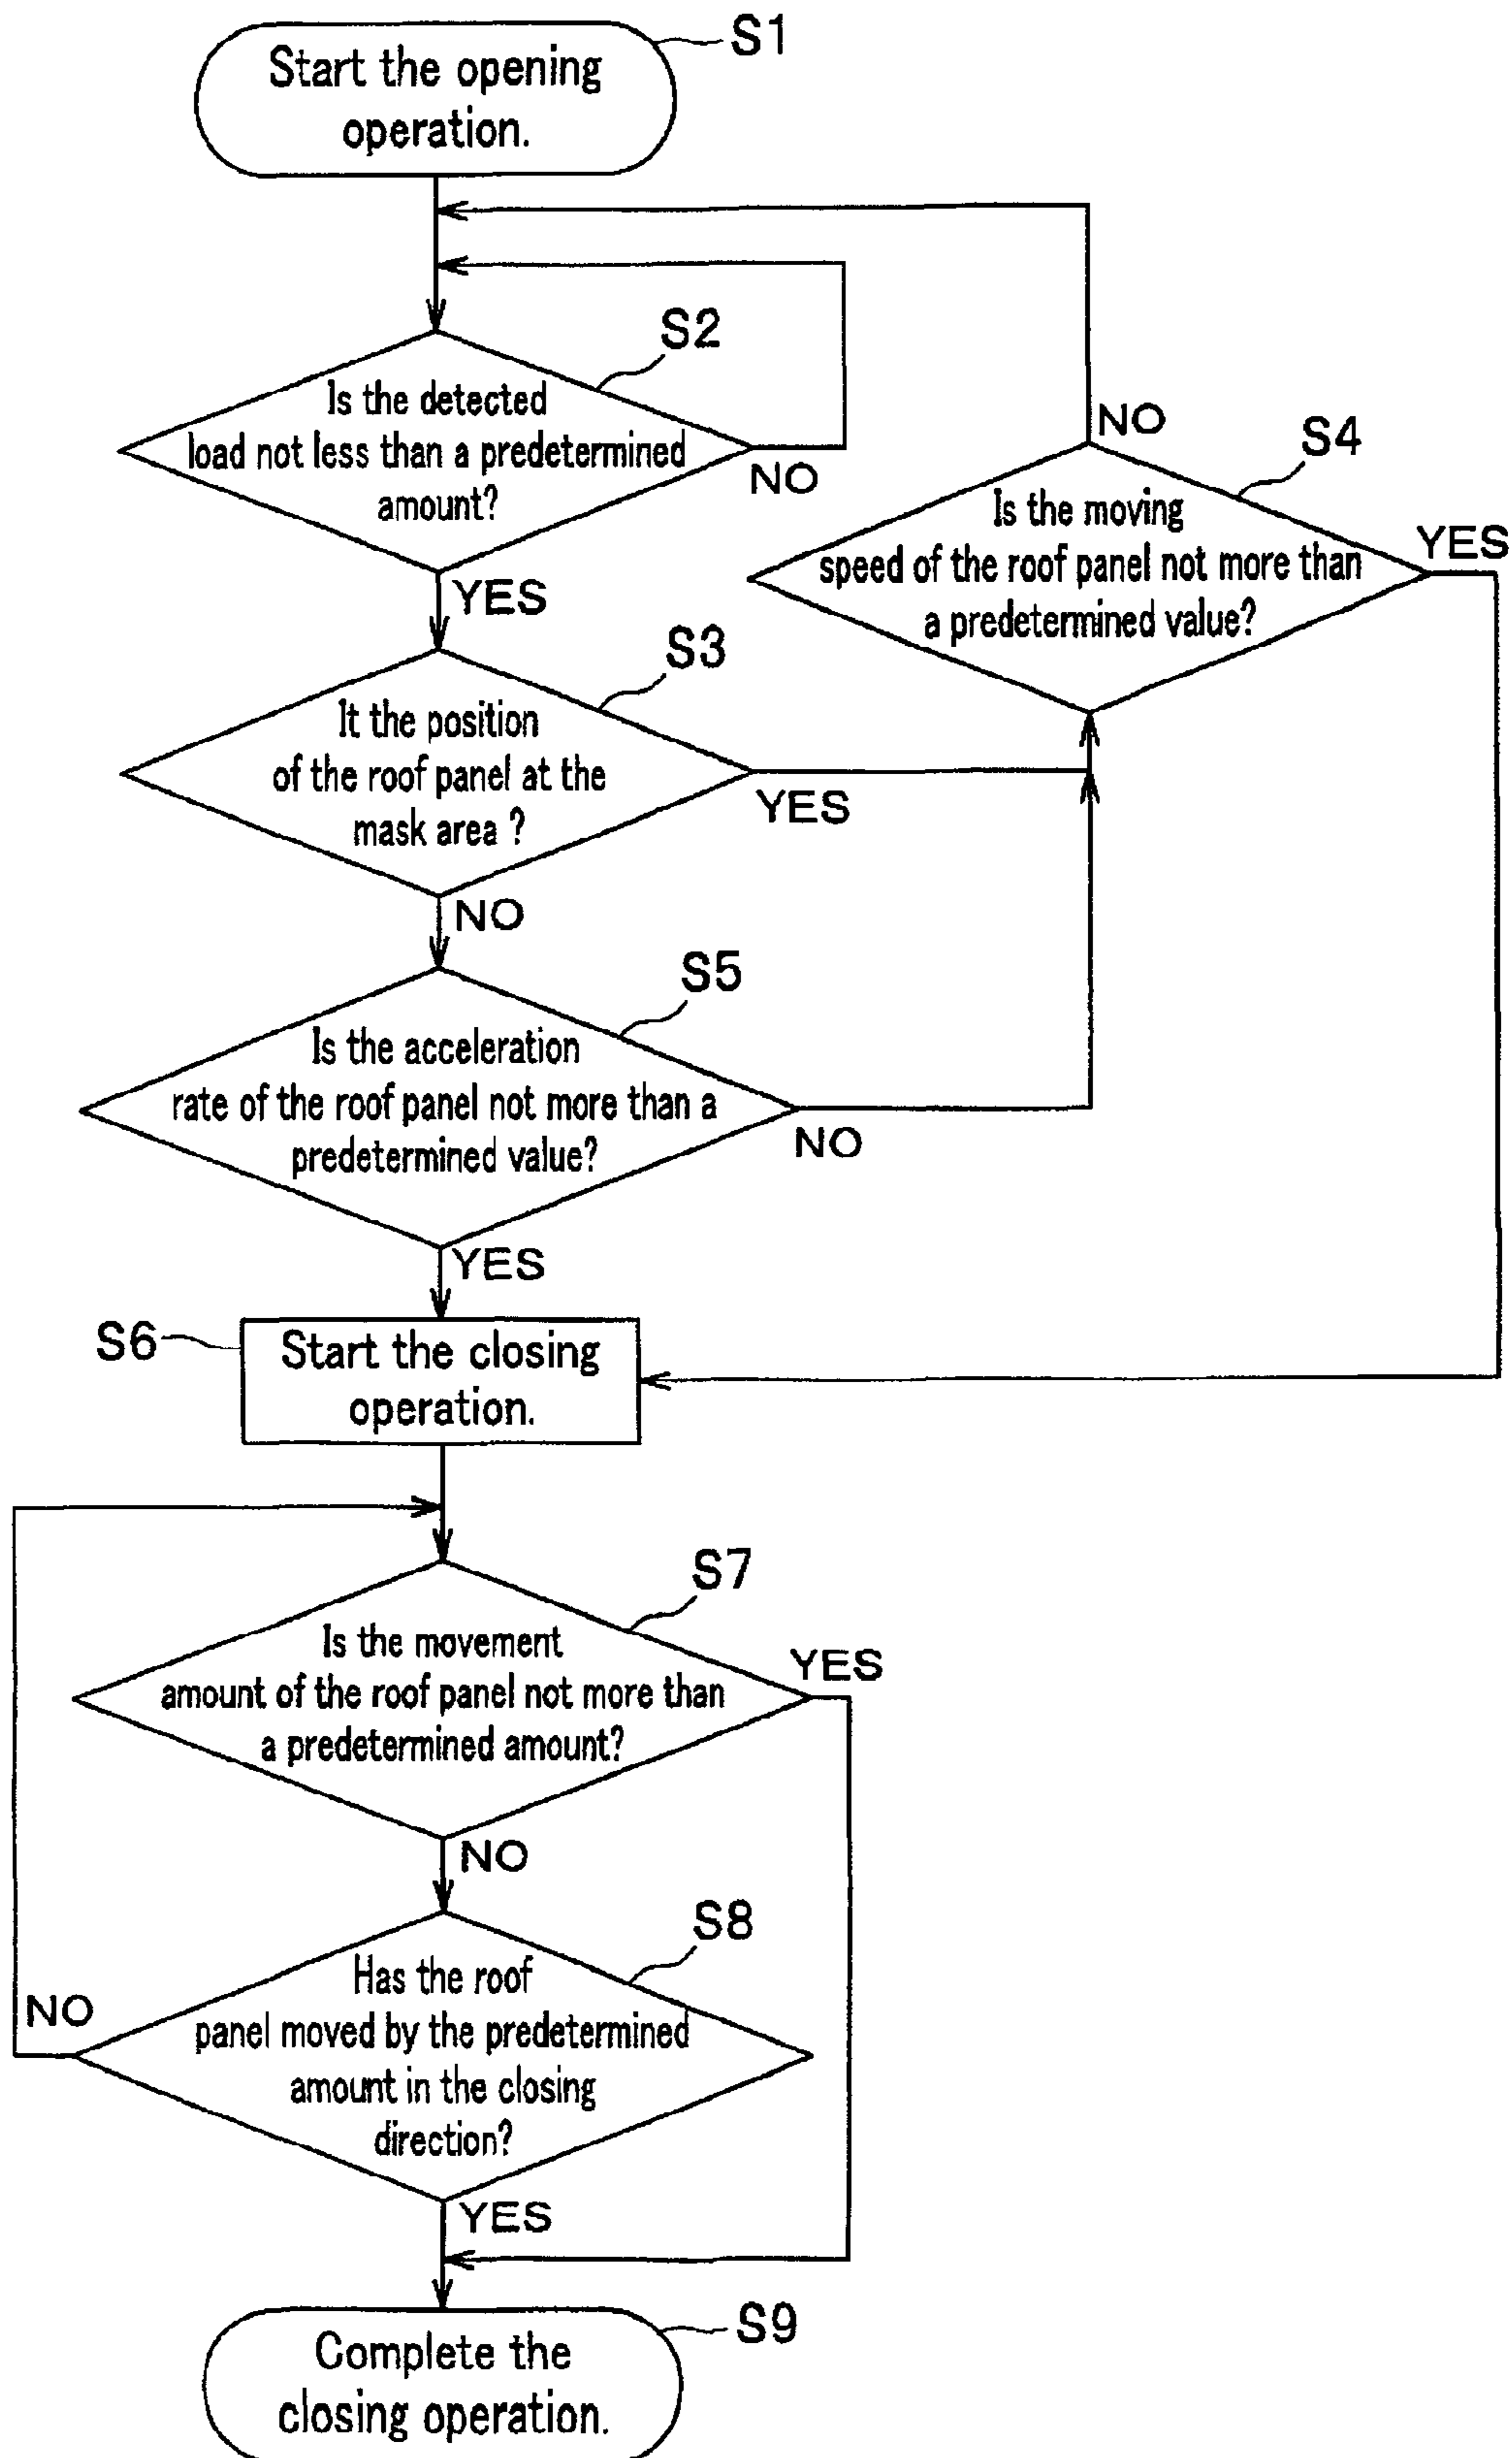 S1
Start the opening
operation.
S2
Is the detected
load not less than a predetermined
amount?
NO
YES
S4
NO
Is the moving
speed of the roof panel not more than
a predetermined value?
YES
S3
It the position
of the roof panel at the
mask area ?
YES
NO
S5
Is the acceleration
rate of the roof panel not more than a
predetermined value?
NO
YES
S6
Start the closing
operation.
S7
Is the movement
amount of the roof panel not more than
a predetermined amount?
YES
NO
S8
Has the roof
panel moved by the predetermined
amount in the closing
direction?
NO
YES
S9
Complete the
closing operation.